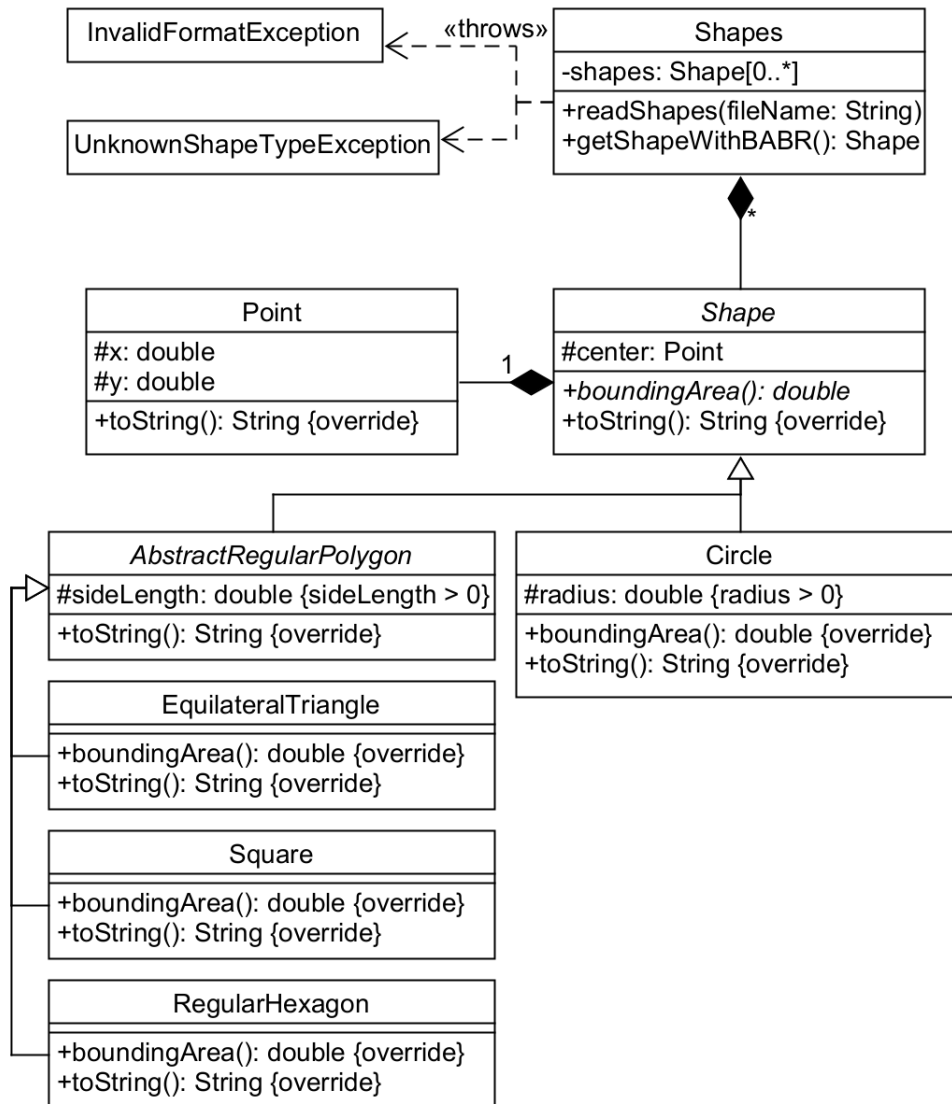 InvalidFormatException
«throws»
UnknownShapeTypeException
Shapes
-shapes: Shape[0..*]
+readShapes(fileName: String)
+getShapeWithBABR(): Shape
*
Point
#x: double
#y: double
+toString(): String {override}
1
Shape
#center: Point
+boundingArea(): double
+toString(): String {override}
AbstractRegularPolygon
#sideLength: double {sideLength > 0}
+toString(): String {override}
Circle
#radius: double {radius > 0}
+boundingArea(): double {override}
+toString(): String {override}
EquilateralTriangle
+boundingArea(): double {override}
+toString(): String {override}
Square
+boundingArea(): double {override}
+toString(): String {override}
RegularHexagon
+boundingArea(): double {override}
+toString(): String {override}